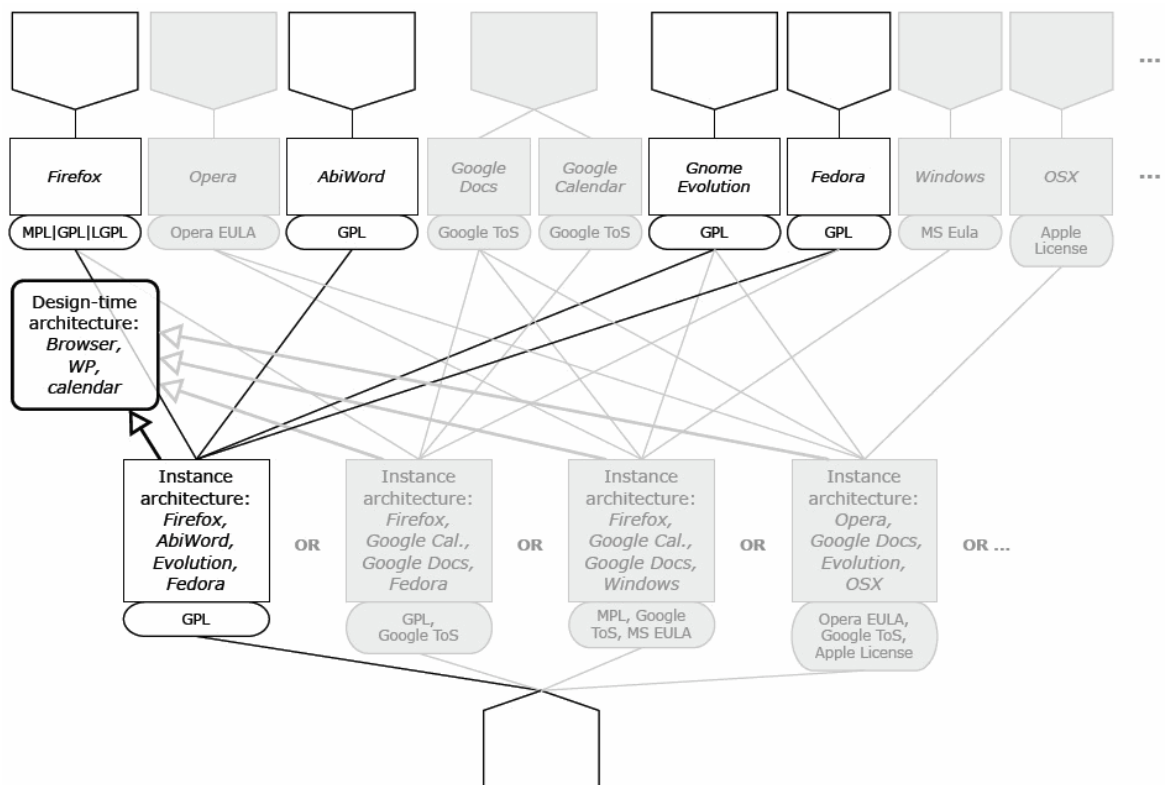 ...
Firefox
Opera
AbiWord
Google
Docs
Google
Calendar
Gnome
Evolution
Fedora
Windows
OSX
...
MPL|GPL|LGPL
Opera EULA
GPL
Google ToS
Google ToS
GPL
GPL
MS Eula
Apple
License
Design-time
architecture:
Browser,
WP,
calendar
Instance
architecture:
Firefox,
AbiWord,
Evolution,
Fedora
GPL
OR
Instance
architecture:
Firefox,
Google Cal.,
Google Docs,
Fedora
GPL,
Google ToS
OR
Instance
architecture:
Firefox,
Google Cal.,
Google Docs,
Windows
MPL, Google
ToS, MS EULA
OR
Instance
architecture:
Opera,
Google Docs,
Evolution,
OSX
Opera EULA,
Google ToS,
Apple License
OR ...